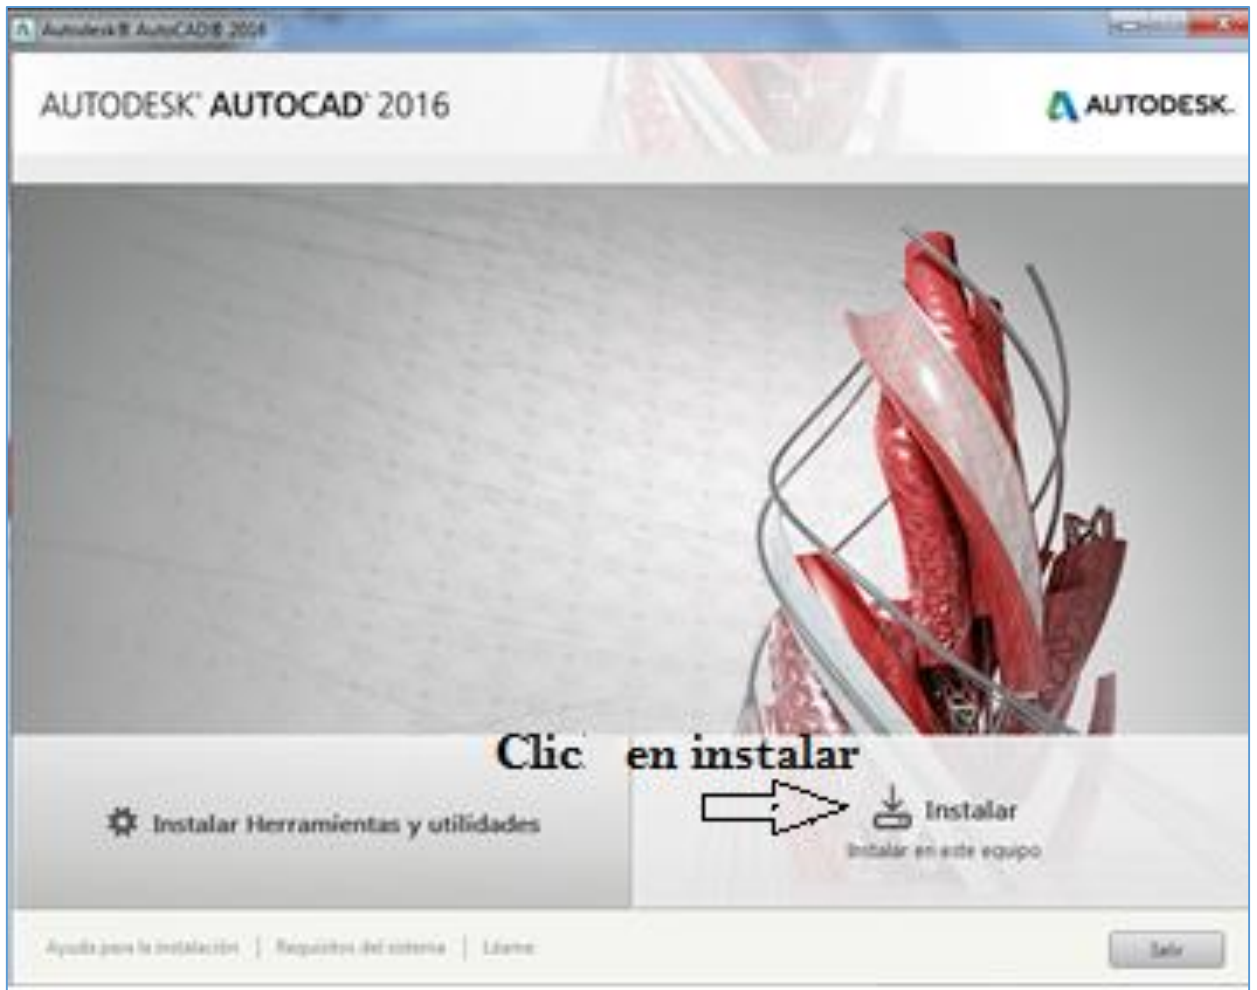 Autodesk® AutoCAD® 2016
AUTODESK® AUTOCAD® 2016
AUTODESK.
Clic en instalar
Instalar Herramientas y utilidades
Instalar
Instalar en este equipo
Ayuda para la instalación | Requisitos del sistema | Léame
Salir